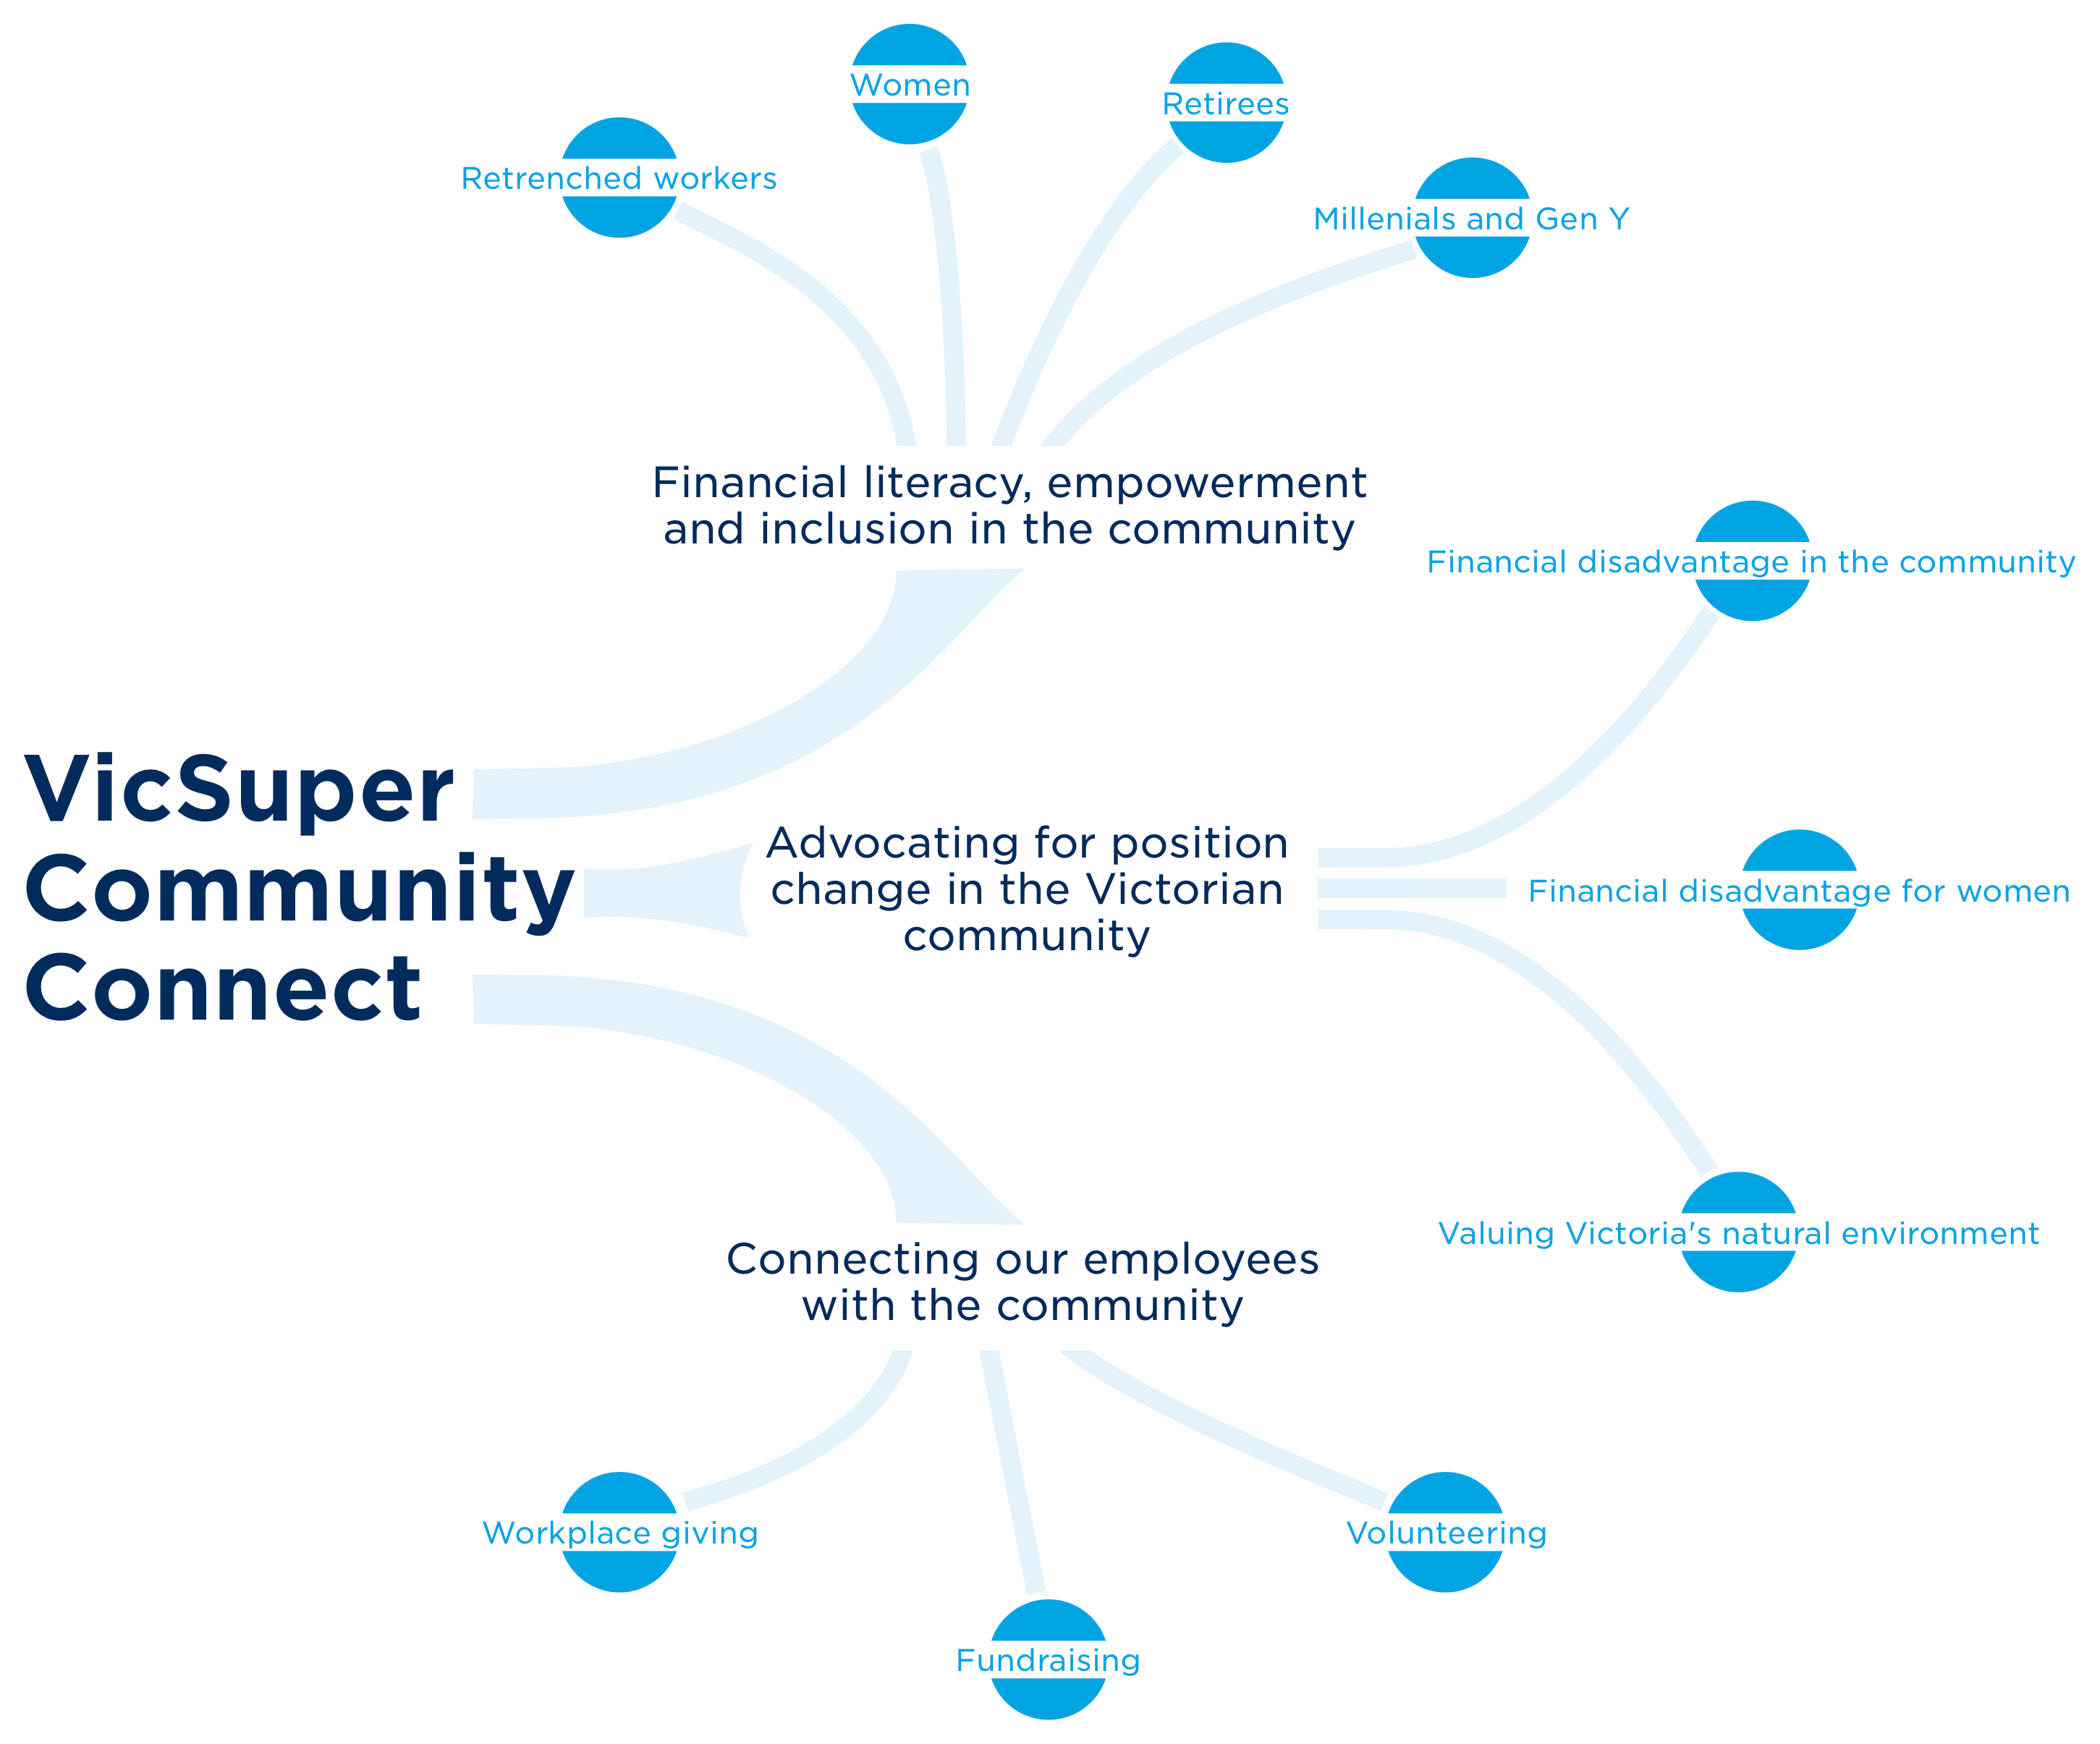 VicSuper
Community
Connect
Financial literacy, empowerment
and inclusion in the community
Retrenched workers
Women
Retirees
Millenials and Gen Y
Advocating for position
change in the Victorian
community
Financial disadvantage in the community
Financial disadvantage for women
Valuing Victoria's natural environment
Connecting our employees
with the community
Workplace giving
Fundraising
Volunteering